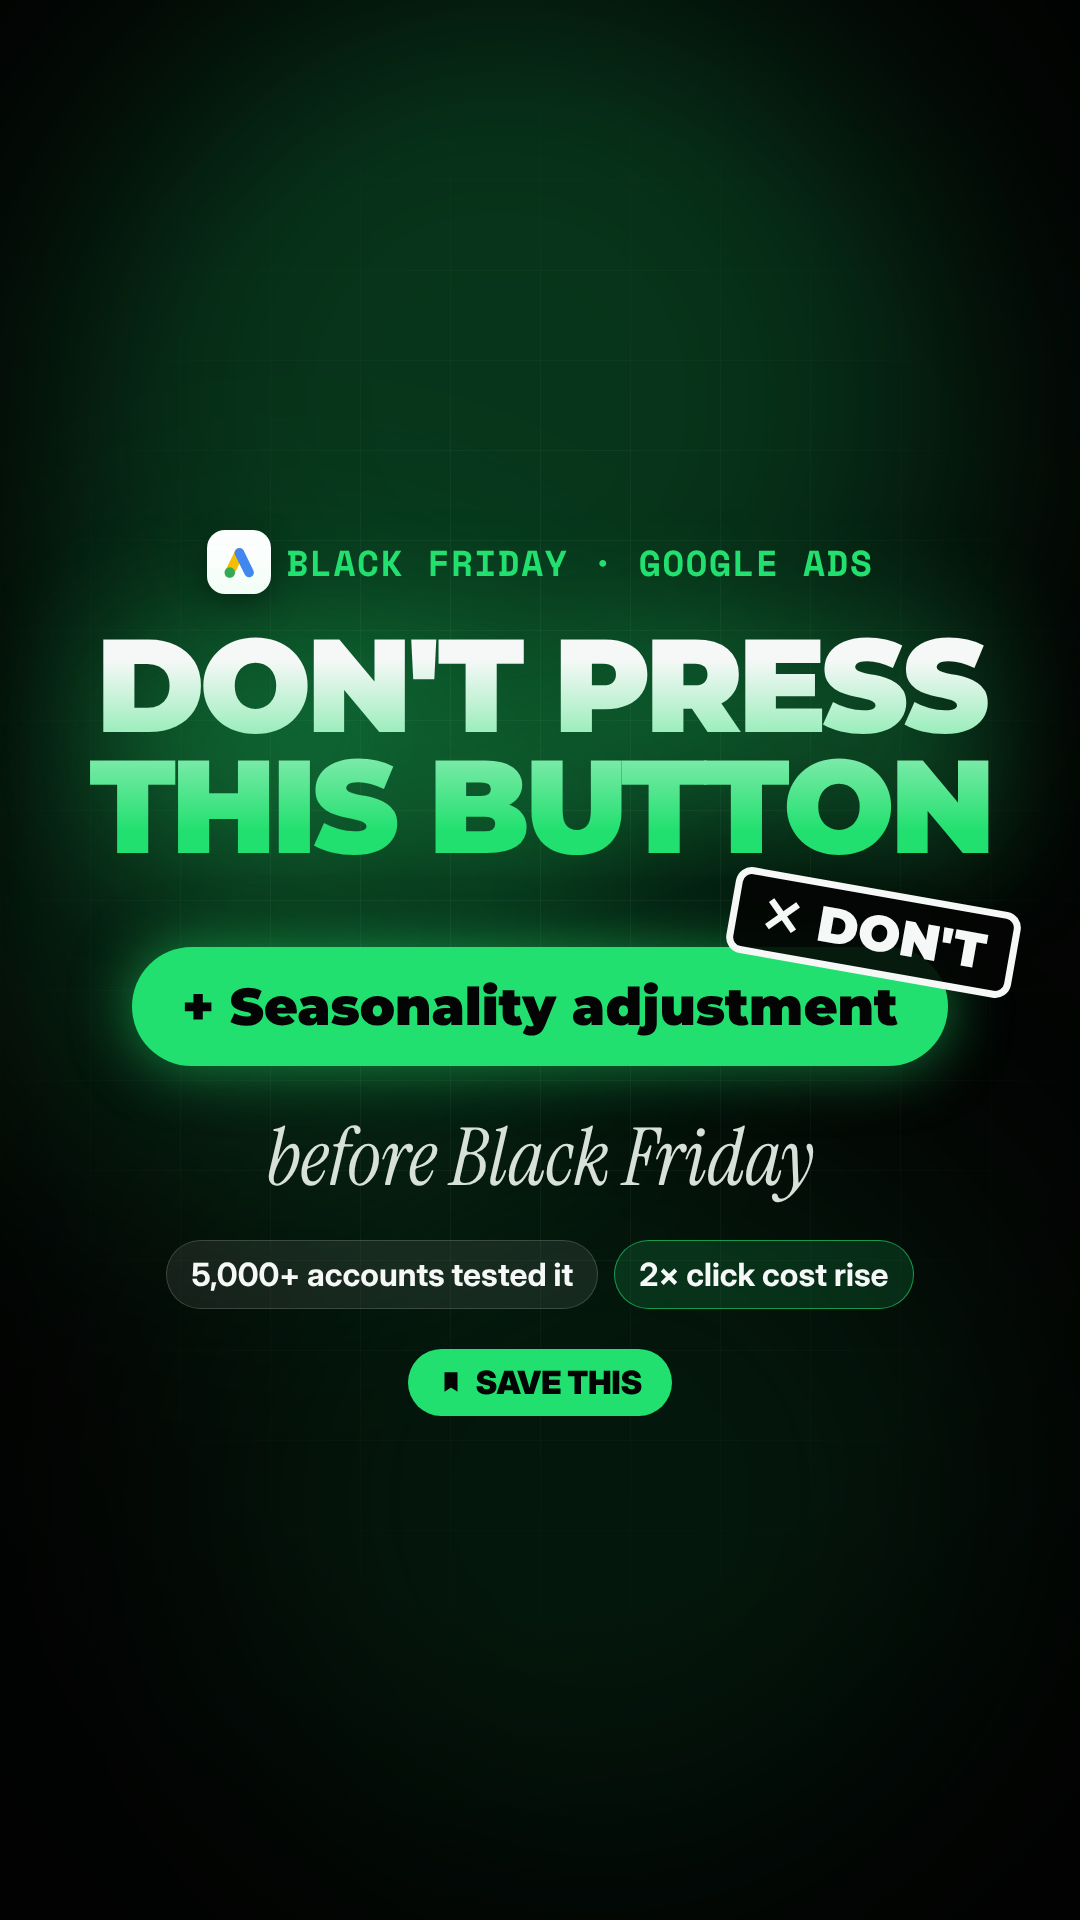 BLACK FRIDAY · GOOGLE ADS
DON'T PRESS
THIS BUTTON
✕ DON'T
+ Seasonality adjustment
before Black Friday
5,000+ accounts tested it
2× click cost rise
SAVE THIS